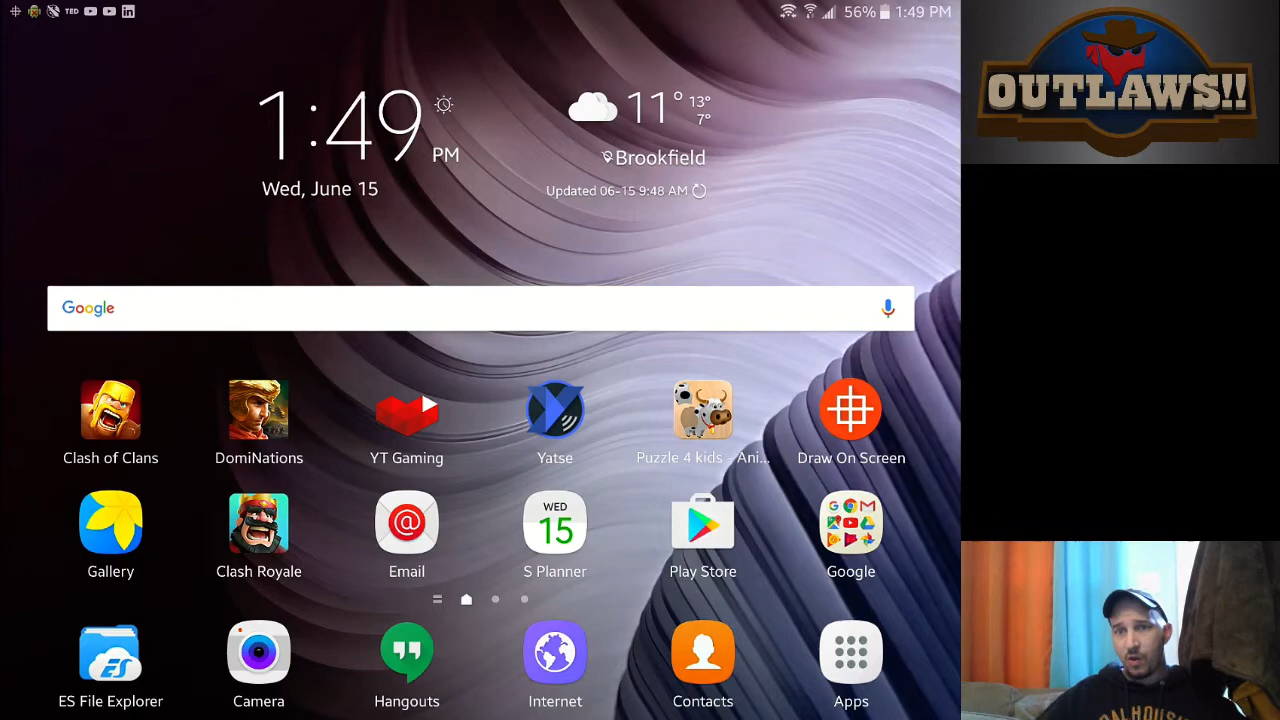 TED
56%
1:49 PM
OUTLAWS!!
1:49 PM
Wed, June 15
11° 13° 7°
Brookfield
Updated 06-15 9:48 AM
Google
Clash of Clans
DomiNations
YT Gaming
Yatse
Puzzle 4 kids - Ani...
Draw On Screen
WED
15
Gallery
Clash Royale
Email
S Planner
Play Store
Google
ES
ES File Explorer
Camera
Hangouts
Internet
Contacts
Apps